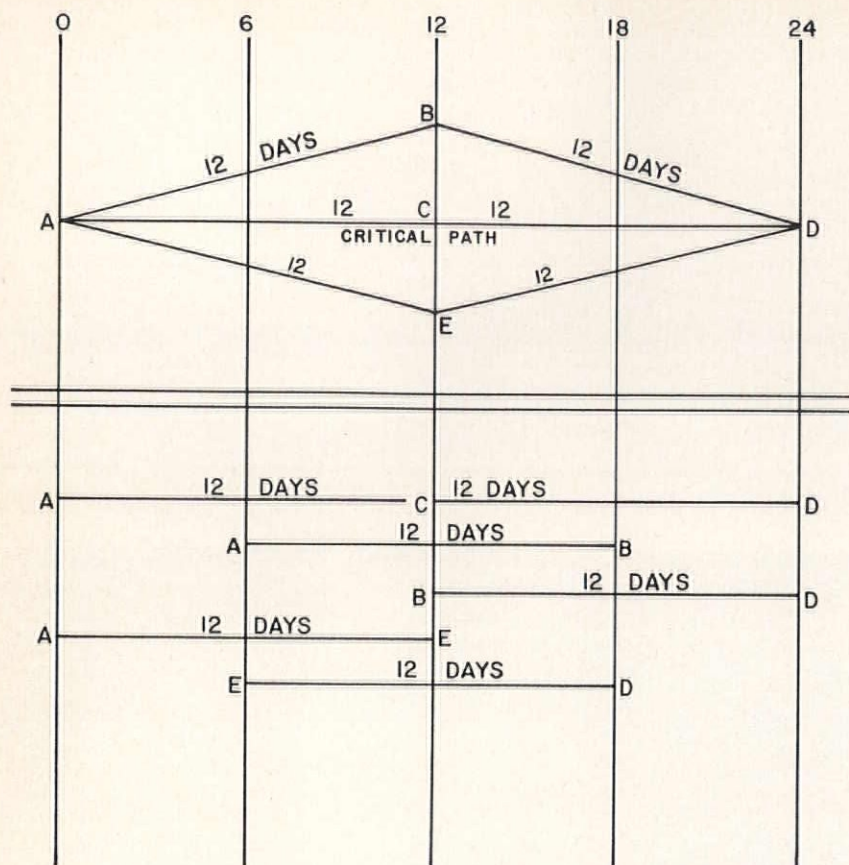 0 6 12 18 24
B
12 DAYS 12 DAYS
A 12 C 12 D
CRITICAL PATH
12 12
E
A 12 DAYS C 12 DAYS D
A 12 DAYS B
B 12 DAYS D
A 12 DAYS E
E 12 DAYS D